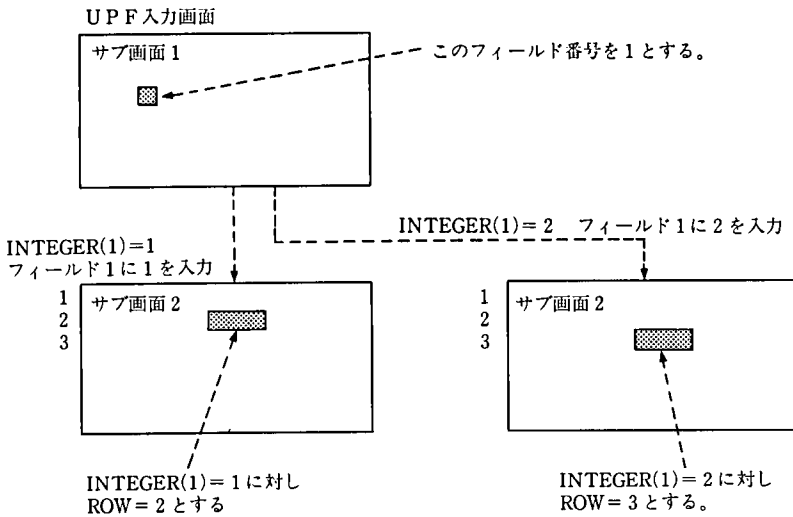 UPF入力画面
サブ画面1
このフィールド番号を1とする。
INTEGER(1)=1
フィールド1に1を入力
INTEGER(1)=2 フィールド1に2を入力
1
2
3
サブ画面2
1
2
3
サブ画面2
INTEGER(1)=1に対し
ROW=2とする
INTEGER(1)=2に対し
ROW=3とする。